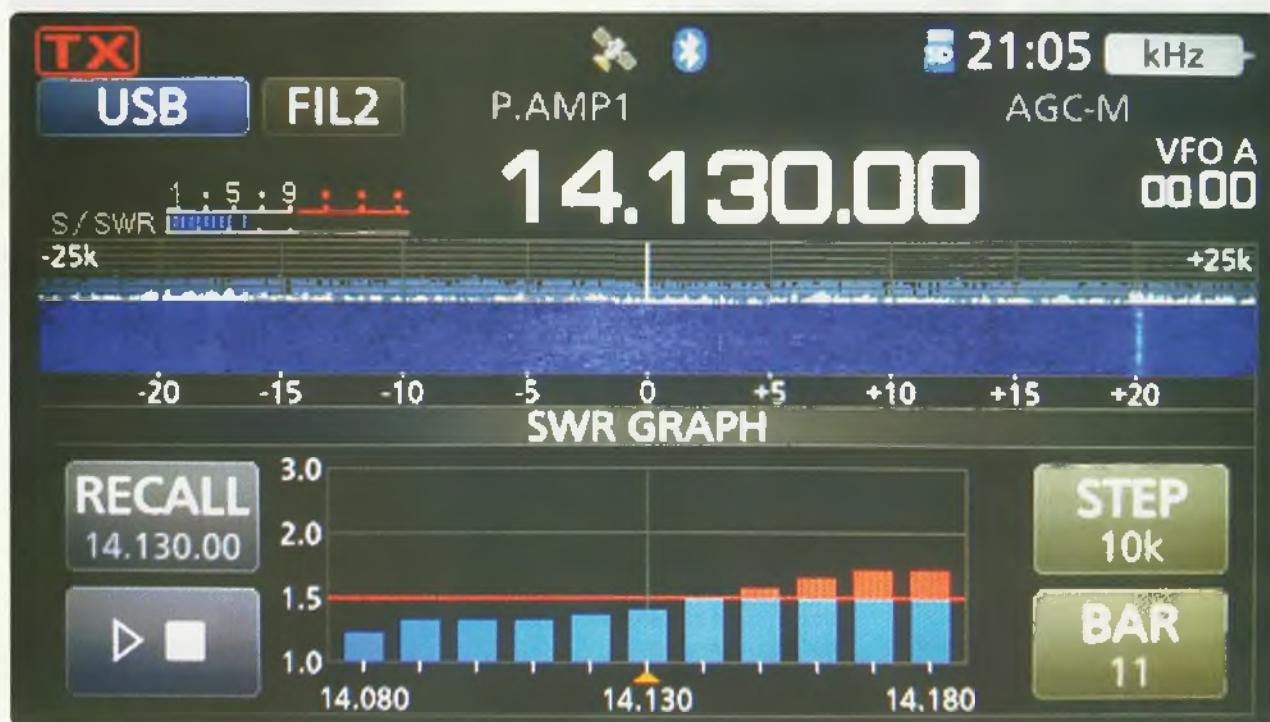 TX 21:05 kHz
USB FIL2 P.AMP1 AGC-M
14.130.00 VFO A
00 00
1 . 5 . 9
S/SWR
-25k +25k
-20 -15 -10 -5 0 +5 +10 +15 +20
SWR GRAPH
RECALL
14.130.00
3.0
2.0
1.5
1.0
14.080 14.130 14.180
STEP
10k
BAR
11